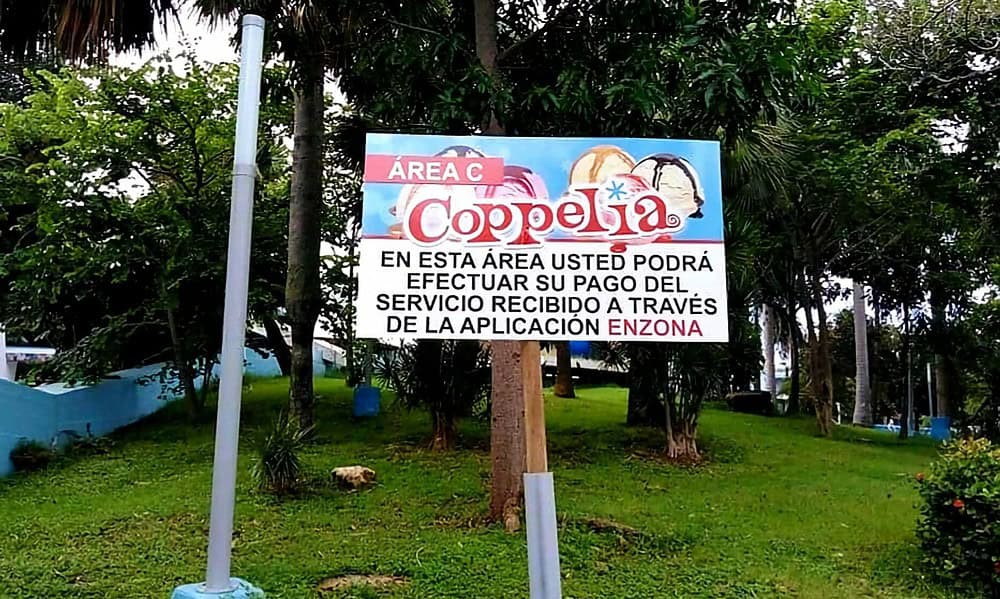 ÁREA C
Coppelia
EN ESTA ÁREA USTED PODRÁ
EFECTUAR SU PAGO DEL
SERVICIO RECIBIDO A TRAVÉS
DE LA APLICACIÓN ENZONA